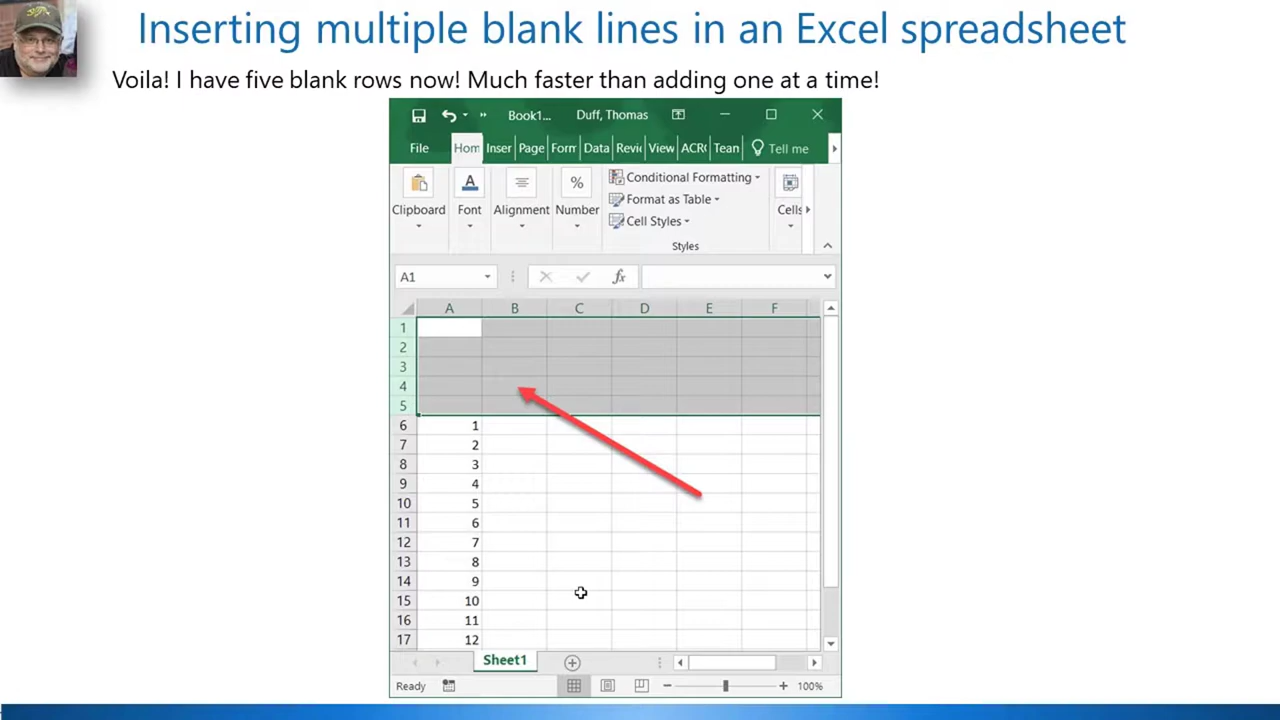 Inserting multiple blank lines in an Excel spreadsheet
Voila! I have five blank rows now! Much faster than adding one at a time!
Book1... Duff, Thomas
File Hom Inser Page Form Data Revie View ACRO Team Tell me
Conditional Formatting
Format as Table
Cell Styles
Clipboard Font Alignment Number Cells
Styles
A1 fx
A B C D E F
1
2
3
4
5
6 1
7 2
8 3
9 4
10 5
11 6
12 7
13 8
14 9
15 10
16 11
17 12
Sheet1
Ready 100%